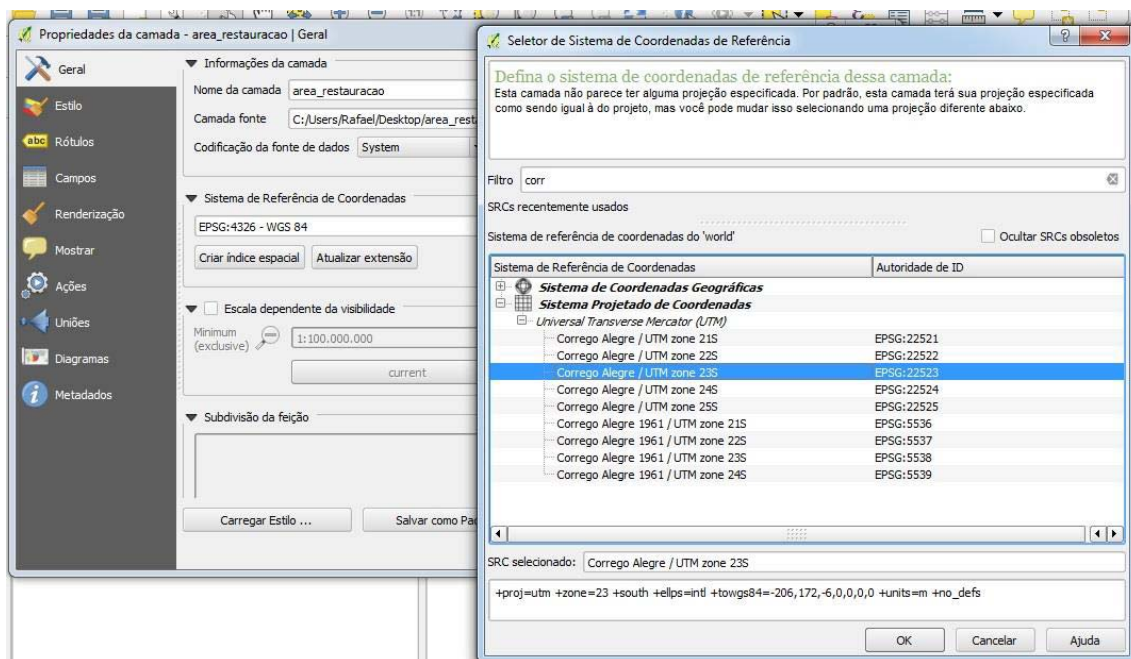 Propriedades da camada - area_restauracao | Geral
Geral
Estilo
abc Rótulos
Campos
Renderização
Mostrar
Ações
Uniões
Diagramas
Metadados
Informações da camada
Nome da camada area_restauracao
Camada fonte C:/Users/Rafael/Desktop/area_rest
Codificação da fonte de dados System
Sistema de Referência de Coordenadas
EPSG:4326 - WGS 84
Criar índice espacial Atualizar extensão
Escala dependente da visibilidade
Minimum
(exclusive) 1:100.000.000
current
Subdivisão da feição
Carregar Estilo ... Salvar como Pa
Seletor de Sistema de Coordenadas de Referência
Defina o sistema de coordenadas de referência dessa camada:
Esta camada não parece ter alguma projeção especificada. Por padrão, esta camada terá sua projeção especificada
como sendo igual à do projeto, mas você pode mudar isso selecionando uma projeção diferente abaixo.
Filtro corr
SRCs recentemente usados
Sistema de referência de coordenadas do 'world' Ocultar SRCs obsoletos
Sistema de Referência de Coordenadas Autoridade de ID
Sistema de Coordenadas Geográficas
Sistema Projetado de Coordenadas
Universal Transverse Mercator (UTM)
Corrego Alegre / UTM zone 21S EPSG:22521
Corrego Alegre / UTM zone 22S EPSG:22522
Corrego Alegre / UTM zone 23S EPSG:22523
Corrego Alegre / UTM zone 24S EPSG:22524
Corrego Alegre / UTM zone 25S EPSG:22525
Corrego Alegre 1961 / UTM zone 21S EPSG:5536
Corrego Alegre 1961 / UTM zone 22S EPSG:5537
Corrego Alegre 1961 / UTM zone 23S EPSG:5538
Corrego Alegre 1961 / UTM zone 24S EPSG:5539
SRC selecionado: Corrego Alegre / UTM zone 23S
+proj=utm +zone=23 +south +ellps=intl +towgs84=-206,172,-6,0,0,0,0 +units=m +no_defs
OK Cancelar Ajuda